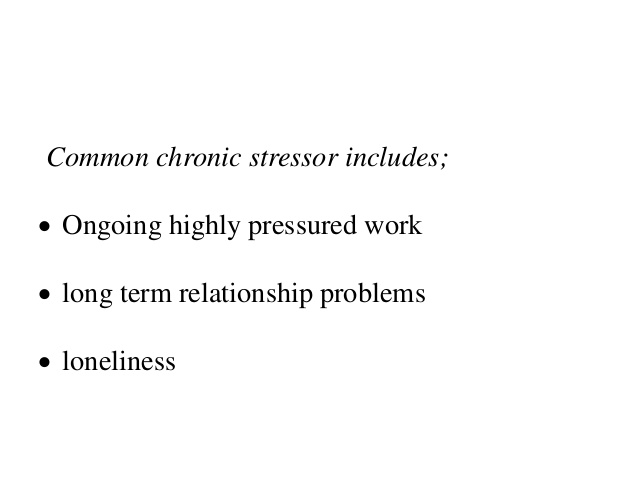 Common chronic stressor includes;
• Ongoing highly pressured work
• long term relationship problems
• loneliness